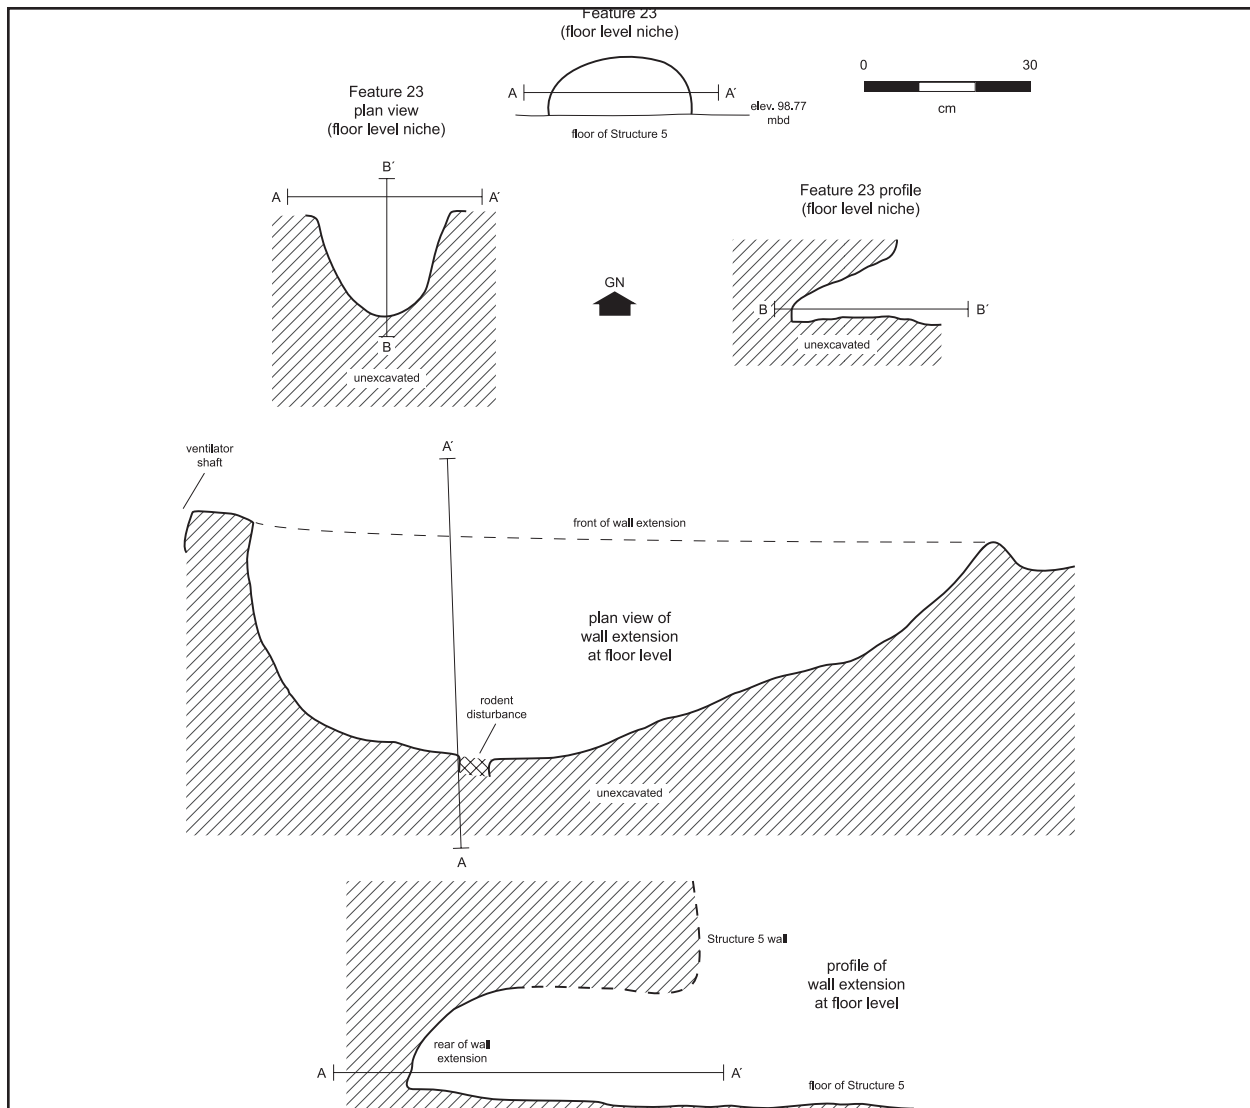 Feature 23
(floor level niche)
A
A′
elev. 98.77
mbd
floor of Structure 5
0
30
cm
Feature 23
plan view
(floor level niche)
B′
A
A′
B
unexcavated
GN
Feature 23 profile
(floor level niche)
B
B′
unexcavated
ventilator
shaft
A′
front of wall extension
plan view of
wall extension
at floor level
rodent
disturbance
unexcavated
A
Structure 5 wall
profile of
wall extension
at floor level
rear of wall
extension
A
A′
floor of Structure 5